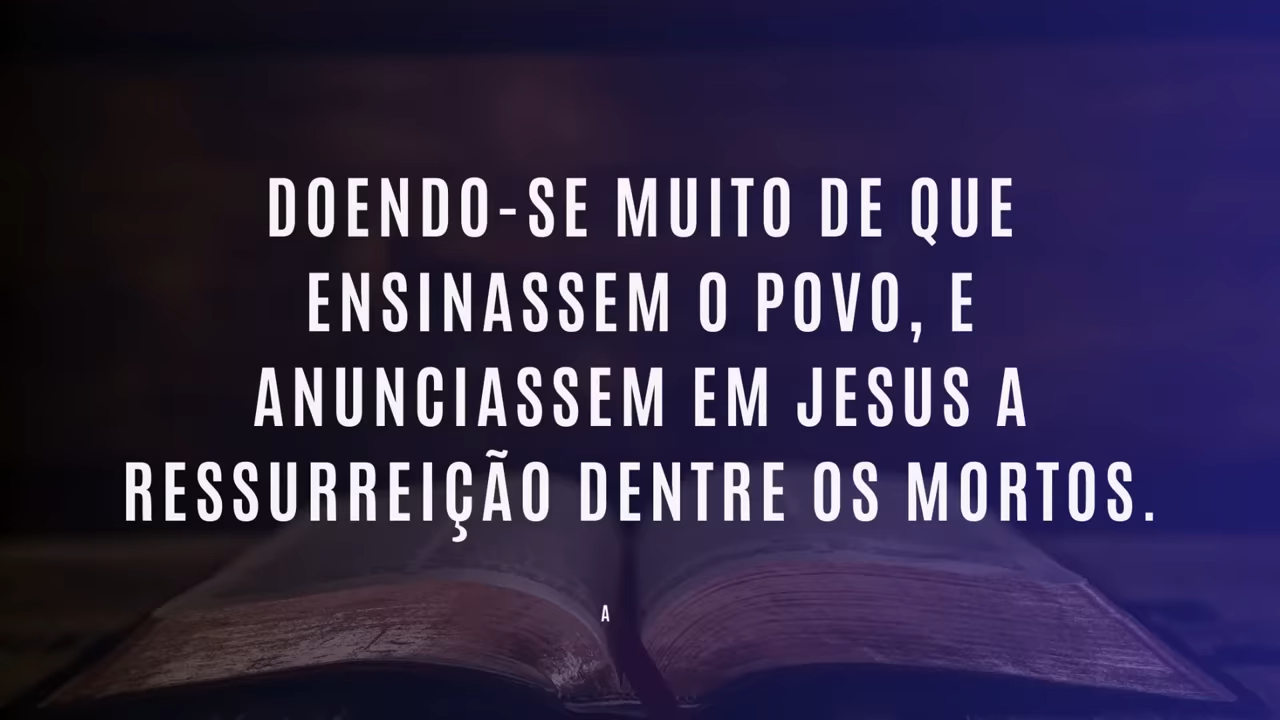 DOENDO-SE MUITO DE QUE
ENSINASSEM O POVO, E
ANUNCIASSEM EM JESUS A
RESSURREIÇÃO DENTRE OS MORTOS.
A